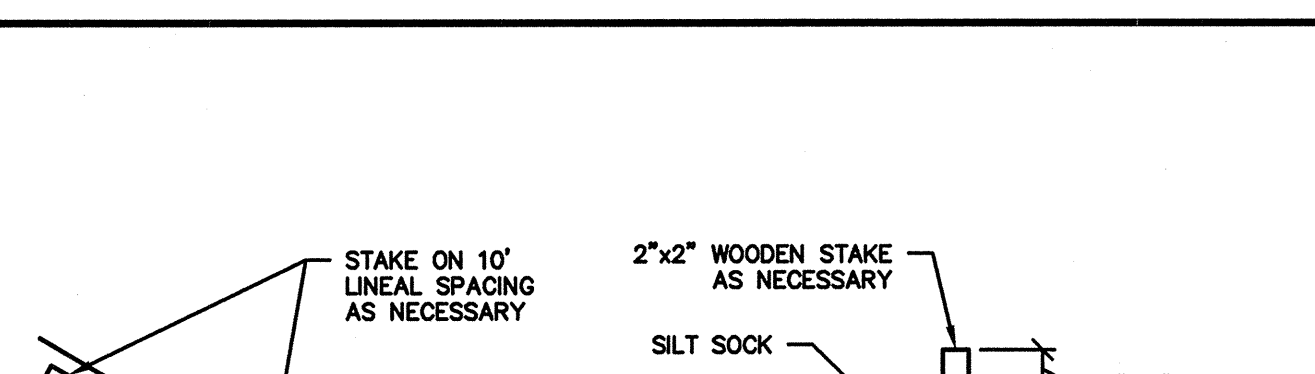 STAKE ON 10'
LINEAL SPACING
AS NECESSARY
2"x2" WOODEN STAKE
AS NECESSARY
SILT SOCK